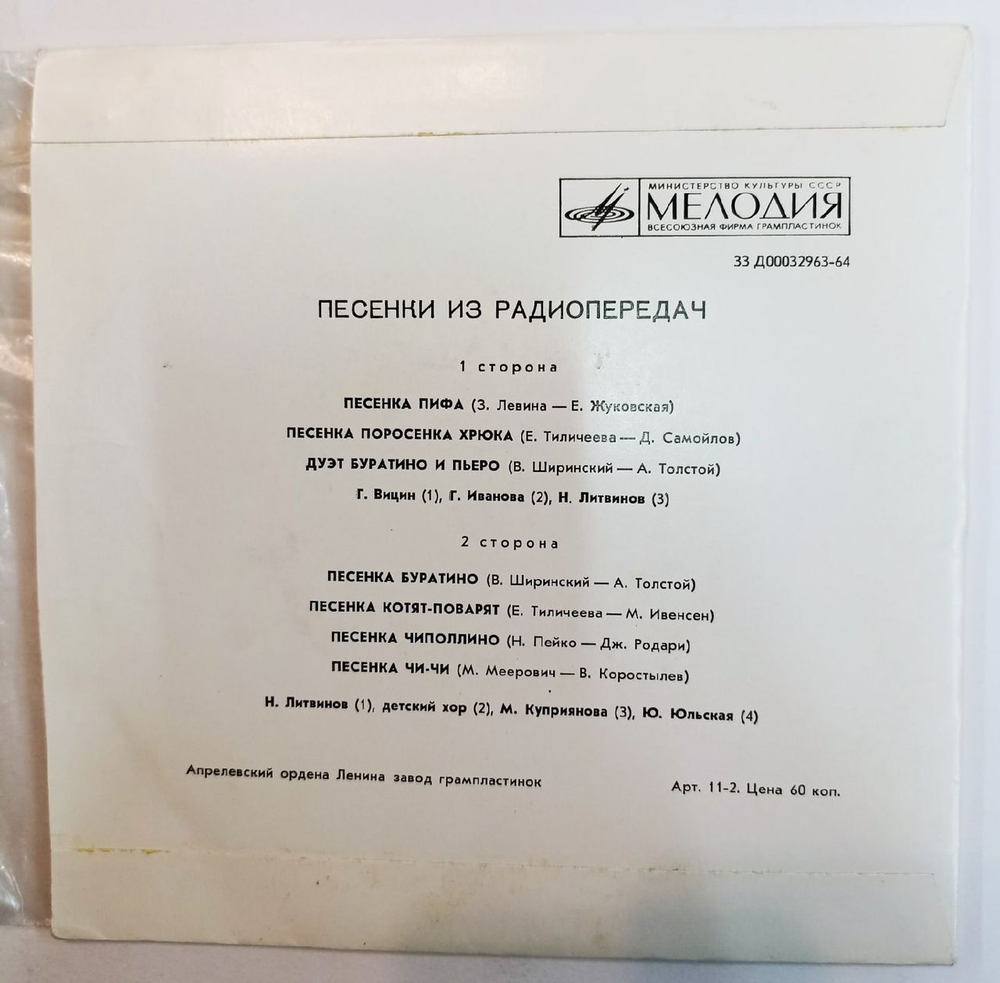 МИНИСТЕРСТВО КУЛЬТУРЫ СССР
МЕЛОДИЯ
ВСЕСОЮЗНАЯ ФИРМА ГРАМПЛАСТИНОК
33 Д00032963-64
ПЕСЕНКИ ИЗ РАДИОПЕРЕДАЧ
1 сторона
ПЕСЕНКА ПИФА (З. Левина — Е. Жуковская)
ПЕСЕНКА ПОРОСЕНКА ХРЮКА (Е. Тиличеева — Д. Самойлов)
ДУЭТ БУРАТИНО И ПЬЕРО (В. Ширинский — А. Толстой)
Г. Вицин (1), Г. Иванова (2), Н. Литвинов (3)
2 сторона
ПЕСЕНКА БУРАТИНО (В. Ширинский — А. Толстой)
ПЕСЕНКА КОТЯТ-ПОВАРЯТ (Е. Тиличеева — М. Ивенсен)
ПЕСЕНКА ЧИПОЛЛИНО (Н. Пейко — Дж. Родари)
ПЕСЕНКА ЧИ-ЧИ (М. Меерович — В. Коростылев)
Н. Литвинов (1), детский хор (2), М. Куприянова (3), Ю. Юльская (4)
Апрелевский ордена Ленина завод грампластинок
Арт. 11-2. Цена 60 коп.